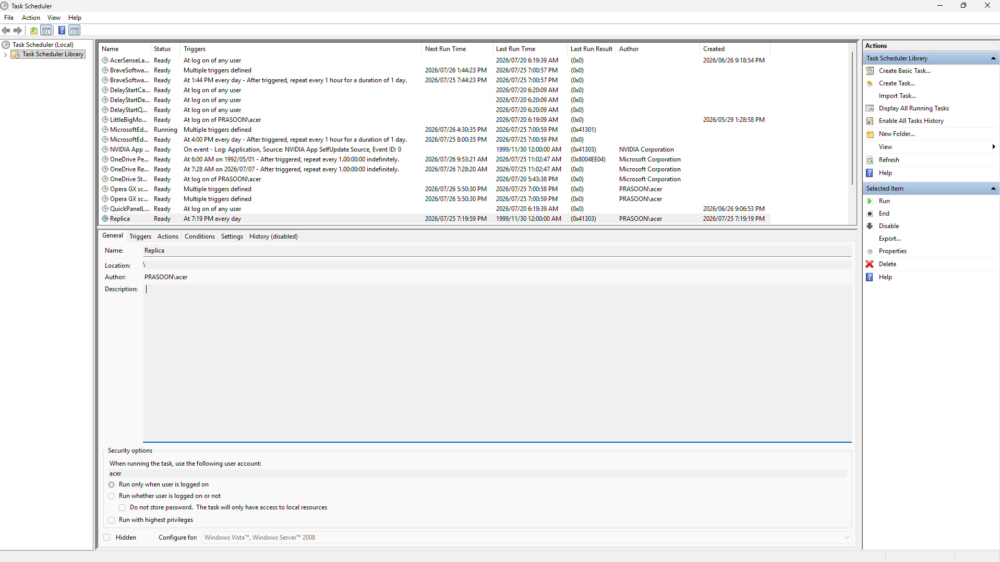 Task Scheduler
File Action View Help
Task Scheduler (Local)
Task Scheduler Library
Name Status Triggers Next Run Time Last Run Time Last Run Result Author Created
AcerSenseLa... Ready At log on of any user 2026/07/20 6:19:39 AM (0x0) 2026/06/26 9:18:54 PM
BraveSoftwa... Ready Multiple triggers defined 2026/07/26 1:44:23 PM 2026/07/25 7:00:57 PM (0x0)
BraveSoftwa... Ready At 1:44 PM every day - After triggered, repeat every 1 hour for a duration of 1 day. 2026/07/25 7:44:23 PM 2026/07/25 7:00:57 PM (0x0)
DelayStartCa... Ready At log on of any user 2026/07/20 6:20:09 AM (0x0)
DelayStartDe... Ready At log on of any user 2026/07/20 6:20:09 AM (0x0)
DelayStartQ... Ready At log on of any user 2026/07/20 6:20:09 AM (0x0)
LittleBigMo... Ready At log on of PRASOON\acer 2026/07/20 6:19:09 AM (0x0) 2026/05/29 1:28:58 PM
MicrosoftEd... Running Multiple triggers defined 2026/07/26 4:30:35 PM 2026/07/25 7:00:59 PM (0x41301)
MicrosoftEd... Ready At 4:00 PM every day - After triggered, repeat every 1 hour for a duration of 1 day. 2026/07/25 8:00:35 PM 2026/07/25 7:00:59 PM (0x0)
NVIDIA App ... Ready On event - Log: Application, Source: NVIDIA App SelfUpdate Source, Event ID: 0 1999/11/30 12:00:00 AM (0x41303) NVIDIA Corporation
OneDrive Pe... Ready At 6:00 AM on 1992/05/01 - After triggered, repeat every 1.00:00:00 indefinitely. 2026/07/26 9:53:21 AM 2026/07/25 11:02:47 AM (0x8004EE04) Microsoft Corporation
OneDrive Re... Ready At 7:28 AM on 2026/07/07 - After triggered, repeat every 1.00:00:00 indefinitely. 2026/07/26 7:28:20 AM 2026/07/25 11:02:47 AM (0x0) Microsoft Corporation
OneDrive St... Ready At log on of PRASOON\acer 2026/07/20 5:43:38 PM (0x0) Microsoft Corporation
Opera GX sc... Ready Multiple triggers defined 2026/07/26 5:50:30 PM 2026/07/25 7:00:58 PM (0x0) PRASOON\acer
Opera GX sc... Ready Multiple triggers defined 2026/07/26 5:50:30 PM 2026/07/25 7:00:59 PM (0x0) PRASOON\acer
QuickPanelL... Ready At log on of any user 2026/07/20 6:19:39 AM (0x0) 2026/06/26 9:06:53 PM
Replica Ready At 7:19 PM every day 2026/07/25 7:19:59 PM 1999/11/30 12:00:00 AM (0x41303) PRASOON\acer 2026/07/25 7:19:19 PM
General Triggers Actions Conditions Settings History (disabled)
Name: Replica
Location: \
Author: PRASOON\acer
Description:
Security options
When running the task, use the following user account:
acer
Run only when user is logged on
Run whether user is logged on or not
Do not store password. The task will only have access to local resources
Run with highest privileges
Hidden Configure for: Windows Vista™, Windows Server™ 2008
Actions
Task Scheduler Library
Create Basic Task...
Create Task...
Import Task...
Display All Running Tasks
Enable All Tasks History
New Folder...
View
Refresh
Help
Selected Item
Run
End
Disable
Export...
Properties
Delete
Help